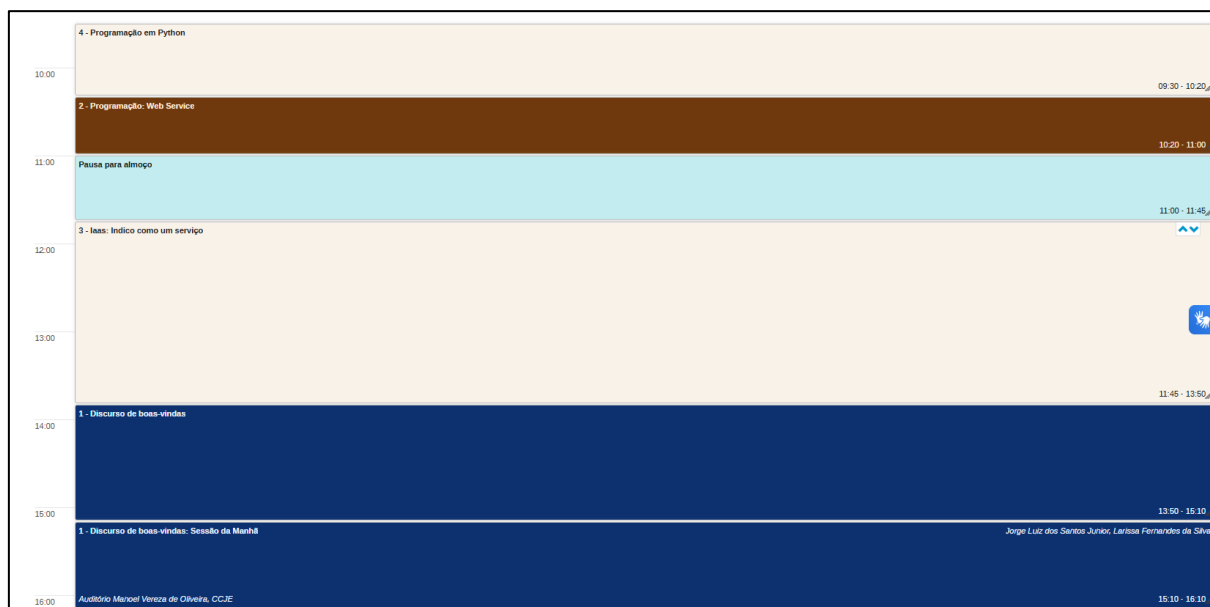 4 - Programação em Python
10:00
09:30 - 10:20
2 - Programação: Web Service
10:20 - 11:00
11:00
Pausa para almoço
11:00 - 11:45
3 - Iaas: Indico como um serviço
12:00
13:00
11:45 - 13:50
1 - Discurso de boas-vindas
14:00
15:00
13:50 - 15:10
1 - Discurso de boas-vindas: Sessão da Manhã
Jorge Luiz dos Santos Junior, Larissa Fernandes da Silva
16:00
Auditório Manoel Vereza de Oliveira, CCJE
15:10 - 16:10